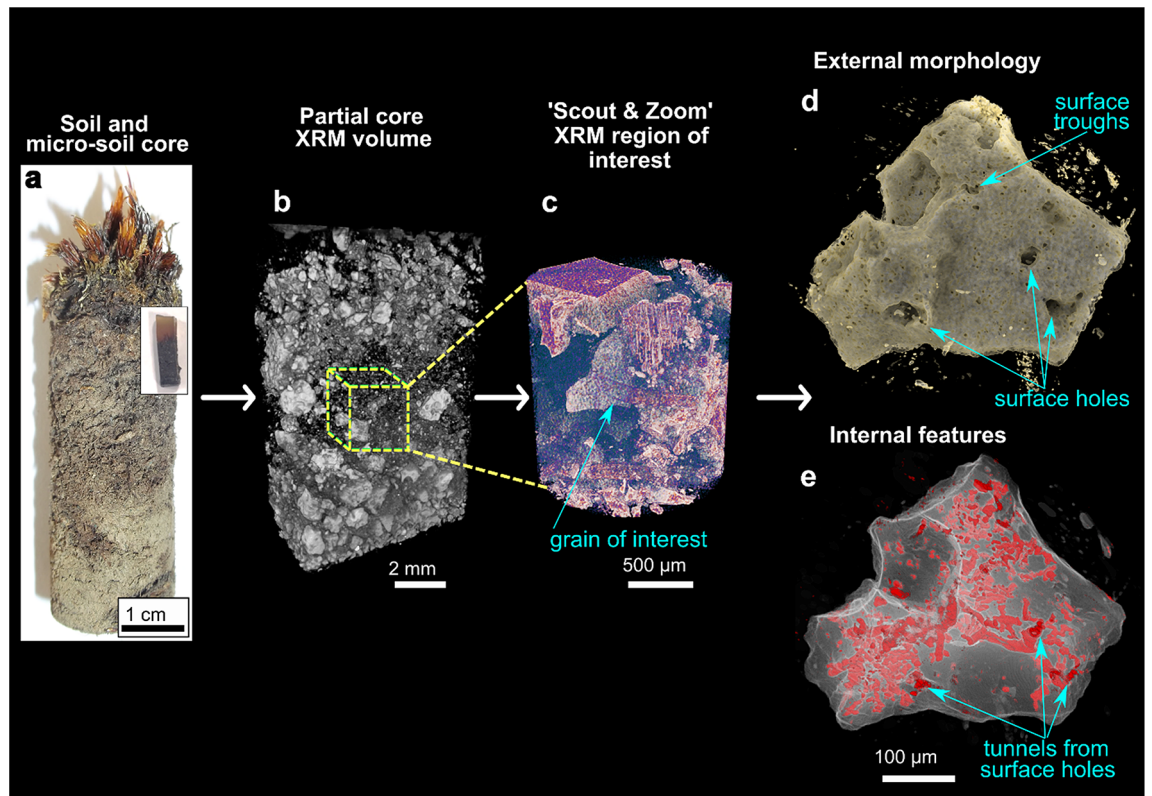 Soil and
micro-soil core
a
1 cm
Partial core
XRM volume
b
2 mm
'Scout & Zoom'
XRM region of
interest
c
grain of interest
500 µm
External morphology
d
surface
troughs
surface holes
Internal features
e
tunnels from
surface holes
100 µm